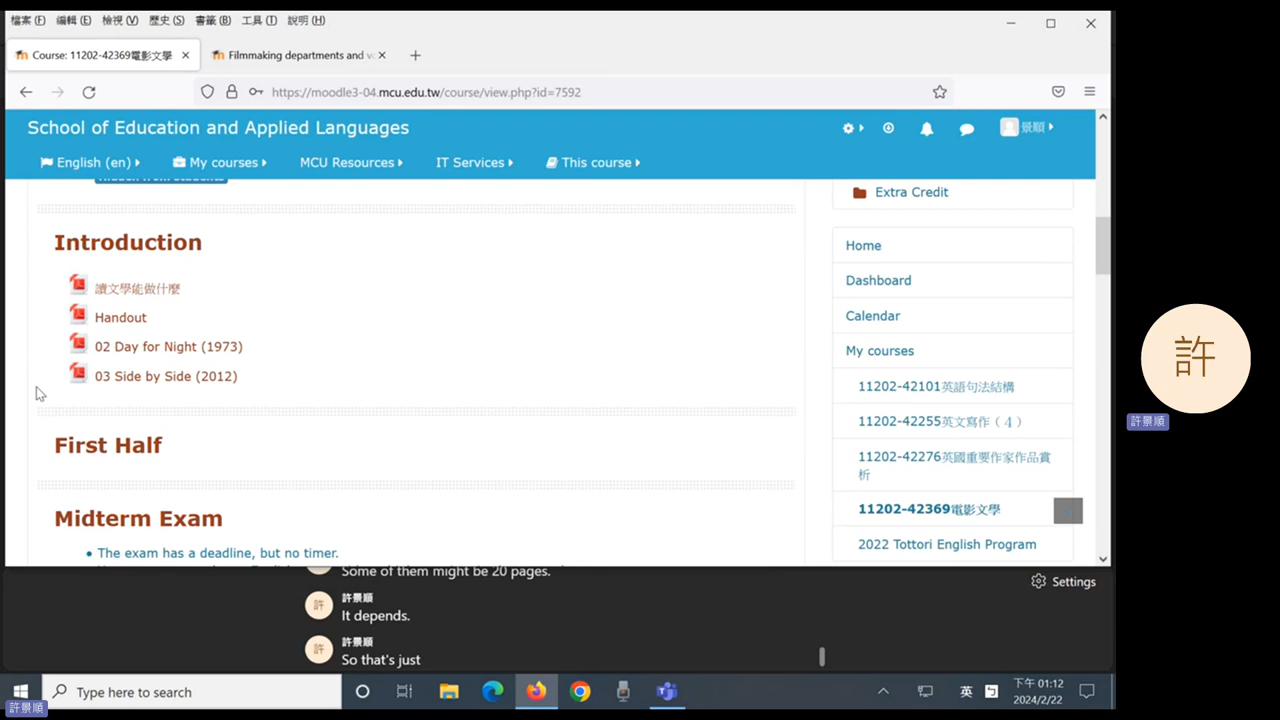 檔案(F) 編輯(E) 檢視(V) 歷史(S) 書籤(B) 工具(T) 說明(H)
Course: 11202-42369電影文學
Filmmaking departments and vo
https://moodle3-04.mcu.edu.tw/course/view.php?id=7592
School of Education and Applied Languages
景順
English (en)
My courses
MCU Resources
IT Services
This course
Hidden from students
Introduction
讀文學能做什麼
Handout
02 Day for Night (1973)
03 Side by Side (2012)
First Half
Midterm Exam
• The exam has a deadline, but no timer.
Extra Credit
Home
Dashboard
Calendar
My courses
11202-42101英語句法結構
11202-42255英文寫作（4）
11202-42276英國重要作家作品賞
析
11202-42369電影文學
2022 Tottori English Program
許
許景順
Some of them might be 20 pages.
許
許景順
It depends.
許
許景順
So that's just
Settings
Type here to search
英
下午 01:12
2024/2/22
許景順